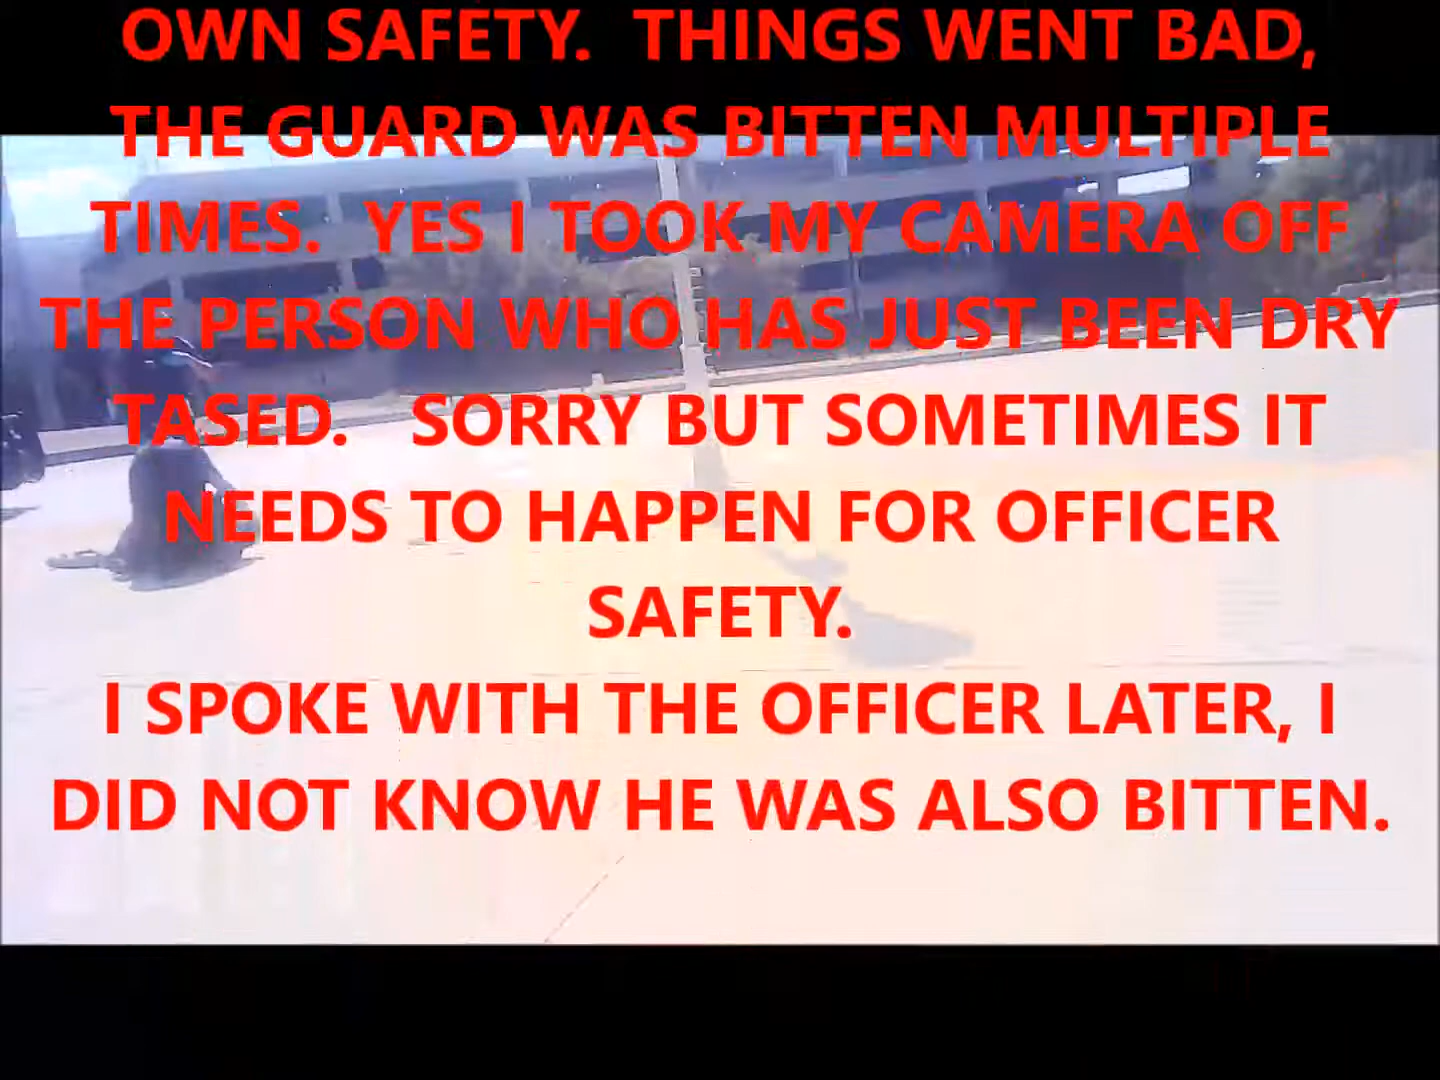 OWN SAFETY. THINGS WENT BAD,
THE GUARD WAS BITTEN MULTIPLE
TIMES. YES I TOOK MY CAMERA OFF
THE PERSON WHO HAS JUST BEEN DRY
TASED. SORRY BUT SOMETIMES IT
NEEDS TO HAPPEN FOR OFFICER
SAFETY.
I SPOKE WITH THE OFFICER LATER, I
DID NOT KNOW HE WAS ALSO BITTEN.